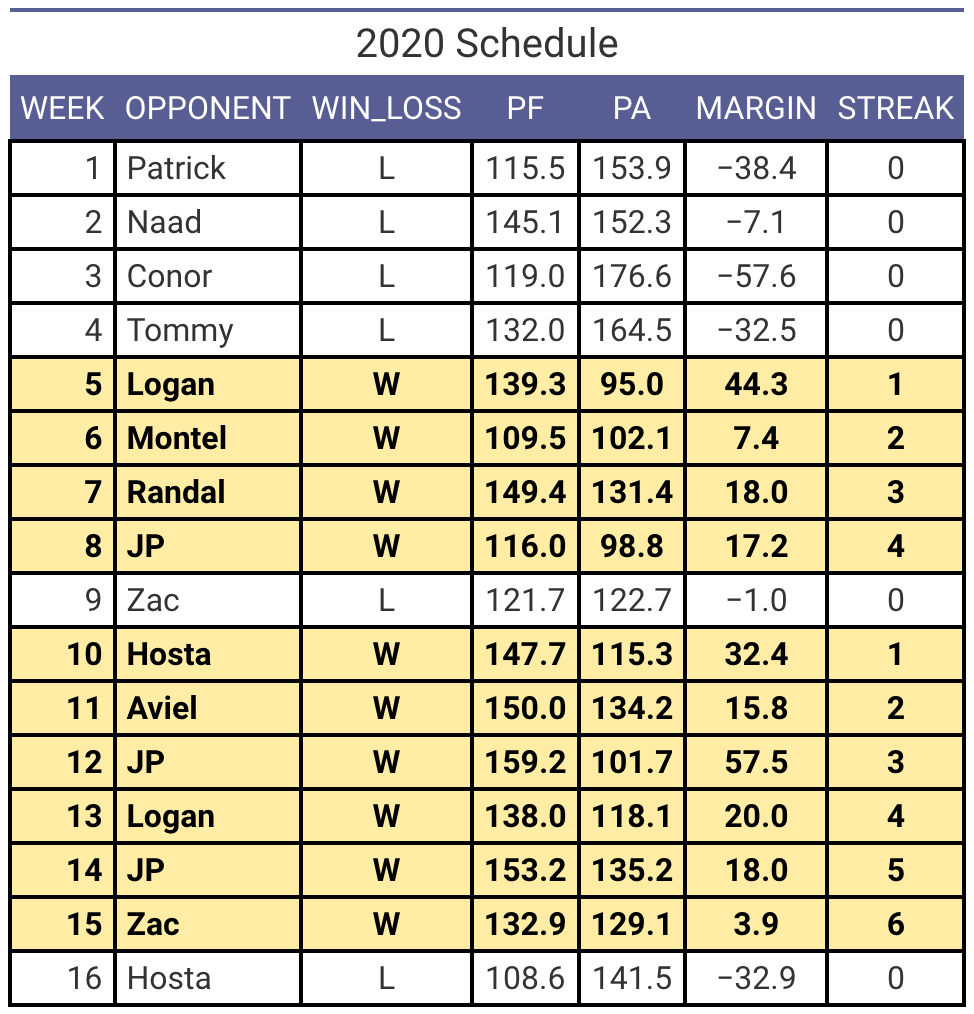 2020 Schedule
WEEK OPPONENT WIN_LOSS PF PA MARGIN STREAK
1 Patrick L 115.5 153.9 −38.4 0
2 Naad L 145.1 152.3 −7.1 0
3 Conor L 119.0 176.6 −57.6 0
4 Tommy L 132.0 164.5 −32.5 0
5 Logan W 139.3 95.0 44.3 1
6 Montel W 109.5 102.1 7.4 2
7 Randal W 149.4 131.4 18.0 3
8 JP W 116.0 98.8 17.2 4
9 Zac L 121.7 122.7 −1.0 0
10 Hosta W 147.7 115.3 32.4 1
11 Aviel W 150.0 134.2 15.8 2
12 JP W 159.2 101.7 57.5 3
13 Logan W 138.0 118.1 20.0 4
14 JP W 153.2 135.2 18.0 5
15 Zac W 132.9 129.1 3.9 6
16 Hosta L 108.6 141.5 −32.9 0